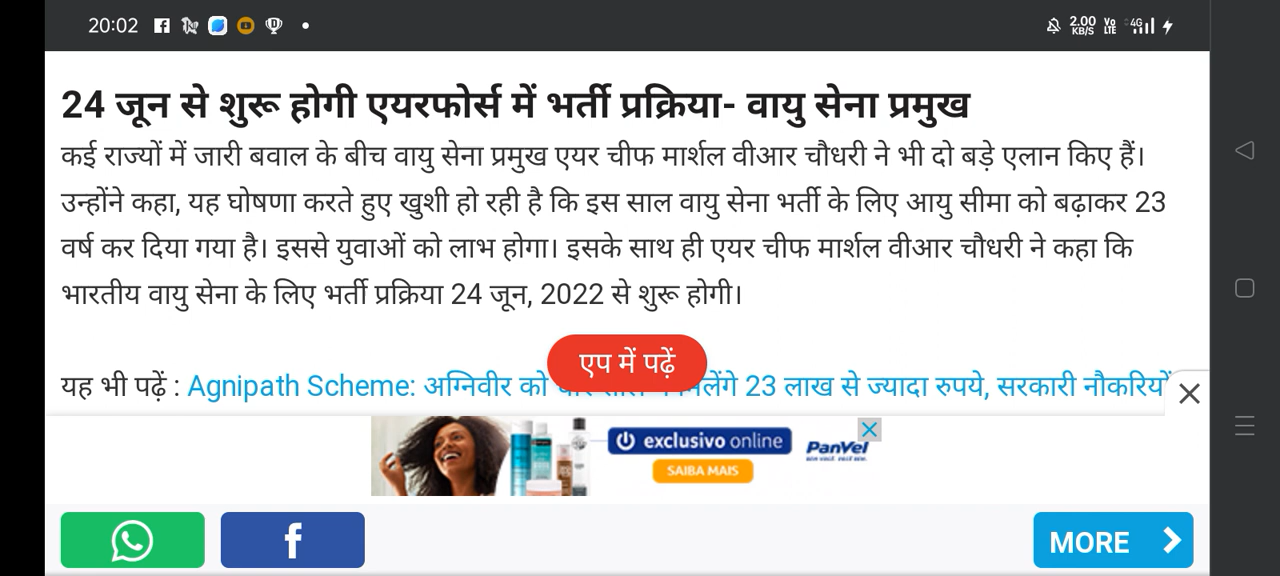 20:02
2.00
KB/S
Vo
LTE
4G
24 जून से शुरू होगी एयरफोर्स में भर्ती प्रक्रिया- वायु सेना प्रमुख
कई राज्यों में जारी बवाल के बीच वायु सेना प्रमुख एयर चीफ मार्शल वीआर चौधरी ने भी दो बड़े एलान किए हैं।
उन्होंने कहा, यह घोषणा करते हुए खुशी हो रही है कि इस साल वायु सेना भर्ती के लिए आयु सीमा को बढ़ाकर 23
वर्ष कर दिया गया है। इससे युवाओं को लाभ होगा। इसके साथ ही एयर चीफ मार्शल वीआर चौधरी ने कहा कि
भारतीय वायु सेना के लिए भर्ती प्रक्रिया 24 जून, 2022 से शुरू होगी।
एप में पढ़ें
यह भी पढ़ें : Agnipath Scheme: अग्निवीर को 23 लाख से ज्यादा रुपये, सरकारी नौकरियों
exclusivo online
PanVel
SAIBA MAIS
MORE